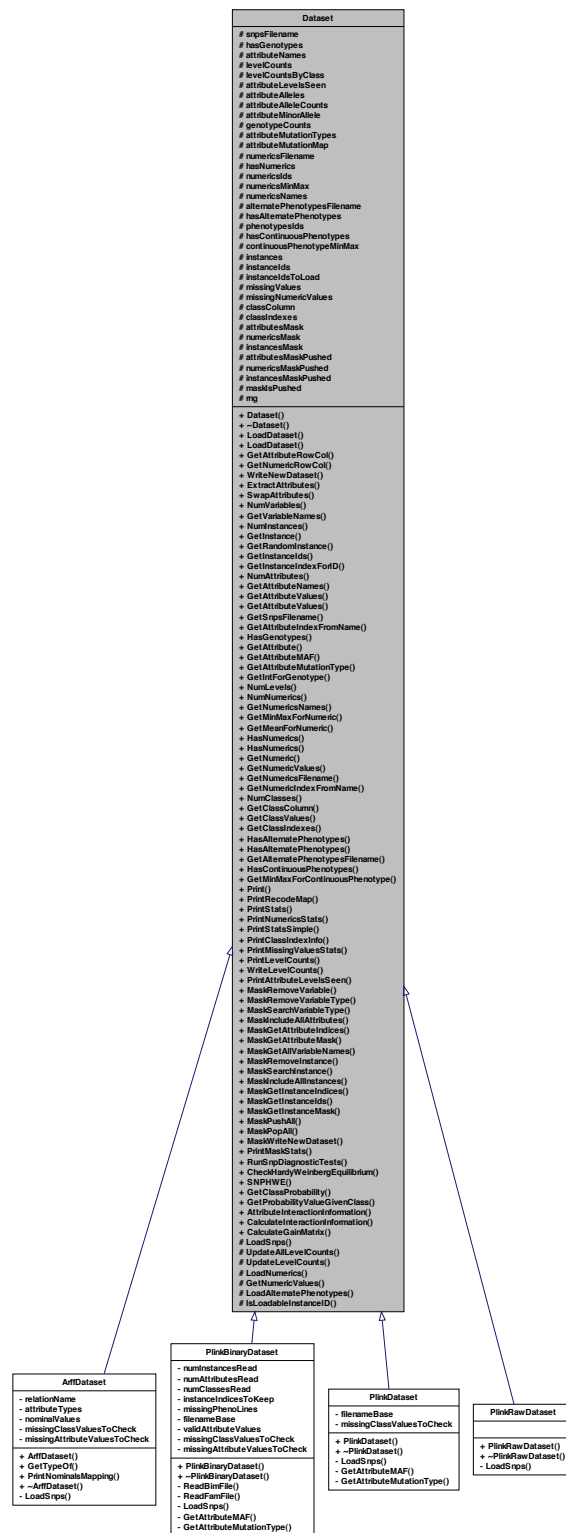 Dataset
# snpsFilename
# hasGenotypes
# attributeNames
# levelCounts
# levelCountsByClass
# attributeLevelsSeen
# attributeAlleles
# attributeAlleleCounts
# attributeMinorAllele
# genotypeCounts
# attributeMutationTypes
# attributeMutationMap
# numericsFilename
# hasNumerics
# numericsIds
# numericsMinMax
# numericsNames
# alternatePhenotypesFilename
# hasAlternatePhenotypes
# phenotypesIds
# hasContinuousPhenotypes
# continuousPhenotypeMinMax
# instances
# instanceIds
# instanceIdsToLoad
# missingValues
# missingNumericValues
# classColumn
# classIndexes
# attributesMask
# numericsMask
# instancesMask
# attributesMaskPushed
# numericsMaskPushed
# instancesMaskPushed
# maskIsPushed
# rng
+ Dataset()
+ ~Dataset()
+ LoadDataset()
+ LoadDataset()
+ GetAttributeRowCol()
+ GetNumericRowCol()
+ WriteNewDataset()
+ ExtractAttributes()
+ SwapAttributes()
+ NumVariables()
+ GetVariableNames()
+ NumInstances()
+ GetInstance()
+ GetRandomInstance()
+ GetInstanceIds()
+ GetInstanceIndexForID()
+ NumAttributes()
+ GetAttributeNames()
+ GetAttributeValues()
+ GetAttributeValues()
+ GetSnpsFilename()
+ GetAttributeIndexFromName()
+ HasGenotypes()
+ GetAttribute()
+ GetAttributeMAF()
+ GetAttributeMutationType()
+ GetIntForGenotype()
+ NumLevels()
+ NumNumerics()
+ GetNumericsNames()
+ GetMinMaxForNumeric()
+ GetMeanForNumeric()
+ HasNumerics()
+ HasNumerics()
+ GetNumeric()
+ GetNumericValues()
+ GetNumericsFilename()
+ GetNumericIndexFromName()
+ NumClasses()
+ GetClassColumn()
+ GetClassValues()
+ GetClassIndexes()
+ HasAlternatePhenotypes()
+ HasAlternatePhenotypes()
+ GetAlternatePhenotypesFilename()
+ HasContinuousPhenotypes()
+ GetMinMaxForContinuousPhenotype()
+ Print()
+ PrintRecodeMap()
+ PrintStats()
+ PrintNumericsStats()
+ PrintStatsSimple()
+ PrintClassIndexInfo()
+ PrintMissingValuesStats()
+ PrintLevelCounts()
+ WriteLevelCounts()
+ PrintAttributeLevelsSeen()
+ MaskRemoveVariable()
+ MaskRemoveVariableType()
+ MaskSearchVariableType()
+ MaskIncludeAllAttributes()
+ MaskGetAttributeIndices()
+ MaskGetAttributeMask()
+ MaskGetAllVariableNames()
+ MaskRemoveInstance()
+ MaskSearchInstance()
+ MaskIncludeAllInstances()
+ MaskGetInstanceIndices()
+ MaskGetInstanceIds()
+ MaskGetInstanceMask()
+ MaskPushAll()
+ MaskPopAll()
+ MaskWriteNewDataset()
+ PrintMaskStats()
+ RunSnpDiagnosticTests()
+ CheckHardyWeinbergEquilibrium()
+ SNPHWE()
+ GetClassProbability()
+ GetProbabilityValueGivenClass()
+ AttributeInteractionInformation()
+ CalculateInteractionInformation()
+ CalculateGainMatrix()
# LoadSnps()
# UpdateAllLevelCounts()
# UpdateLevelCounts()
# LoadNumerics()
# GetNumericValues()
# LoadAlternatePhenotypes()
# IsLoadableInstanceID()
ArffDataset
- relationName
- attributeTypes
- nominalValues
- missingClassValuesToCheck
- missingAttributeValuesToCheck
+ ArffDataset()
+ GetTypeOf()
+ PrintNominalsMapping()
+ ~ArffDataset()
- LoadSnps()
PlinkBinaryDataset
- numInstancesRead
- numAttributesRead
- numClassesRead
- instanceIndicesToKeep
- missingPhenoLines
- filenameBase
- validAttributeValues
- missingClassValuesToCheck
- missingAttributeValuesToCheck
+ PlinkBinaryDataset()
+ ~PlinkBinaryDataset()
- ReadBimFile()
- ReadFamFile()
- LoadSnps()
- GetAttributeMAF()
- GetAttributeMutationType()
PlinkDataset
- filenameBase
- missingClassValuesToCheck
+ PlinkDataset()
+ ~PlinkDataset()
- LoadSnps()
- GetAttributeMAF()
- GetAttributeMutationType()
PlinkRawDataset
+ PlinkRawDataset()
+ ~PlinkRawDataset()
- LoadSnps()